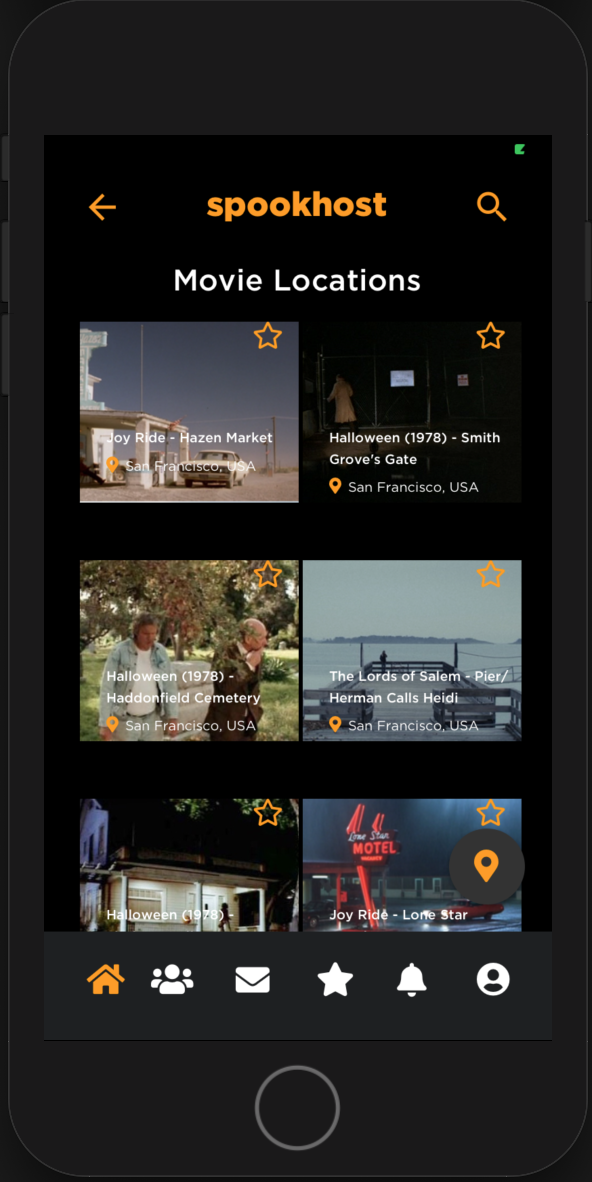 spookhost
Movie Locations
Joy Ride - Hazen Market
San Francisco, USA
Halloween (1978) - Smith
Grove's Gate
San Francisco, USA
Halloween (1978) -
Haddonfield Cemetery
San Francisco, USA
The Lords of Salem - Pier/
Herman Calls Heidi
San Francisco, USA
Lone Star
MOTEL
Halloween (1978) -
Joy Ride - Lone Star